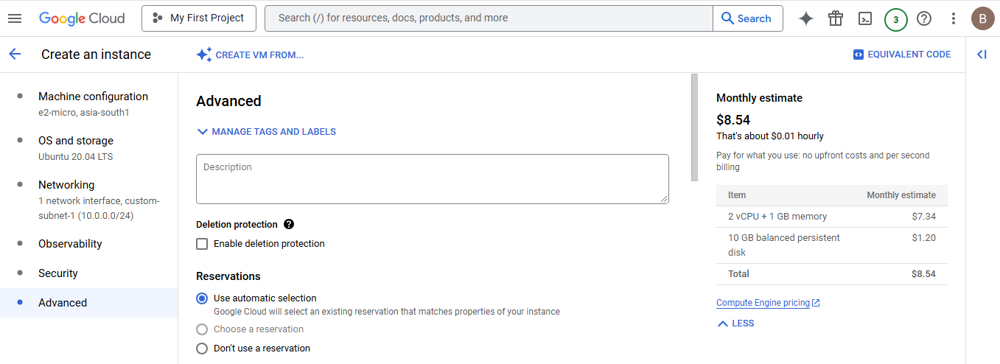 Google Cloud
My First Project
Search (/) for resources, docs, products, and more
Search
3
B
Create an instance
CREATE VM FROM...
EQUIVALENT CODE
Machine configuration
e2-micro, asia-south1
OS and storage
Ubuntu 20.04 LTS
Networking
1 network interface, custom-
subnet-1 (10.0.0.0/24)
Observability
Security
Advanced
Advanced
MANAGE TAGS AND LABELS
Description
Deletion protection
Enable deletion protection
Reservations
Use automatic selection
Google Cloud will select an existing reservation that matches properties of your instance
Choose a reservation
Don't use a reservation
Monthly estimate
$8.54
That's about $0.01 hourly
Pay for what you use: no upfront costs and per second
billing
Item Monthly estimate
2 vCPU + 1 GB memory $7.34
10 GB balanced persistent $1.20
disk
Total $8.54
Compute Engine pricing
LESS